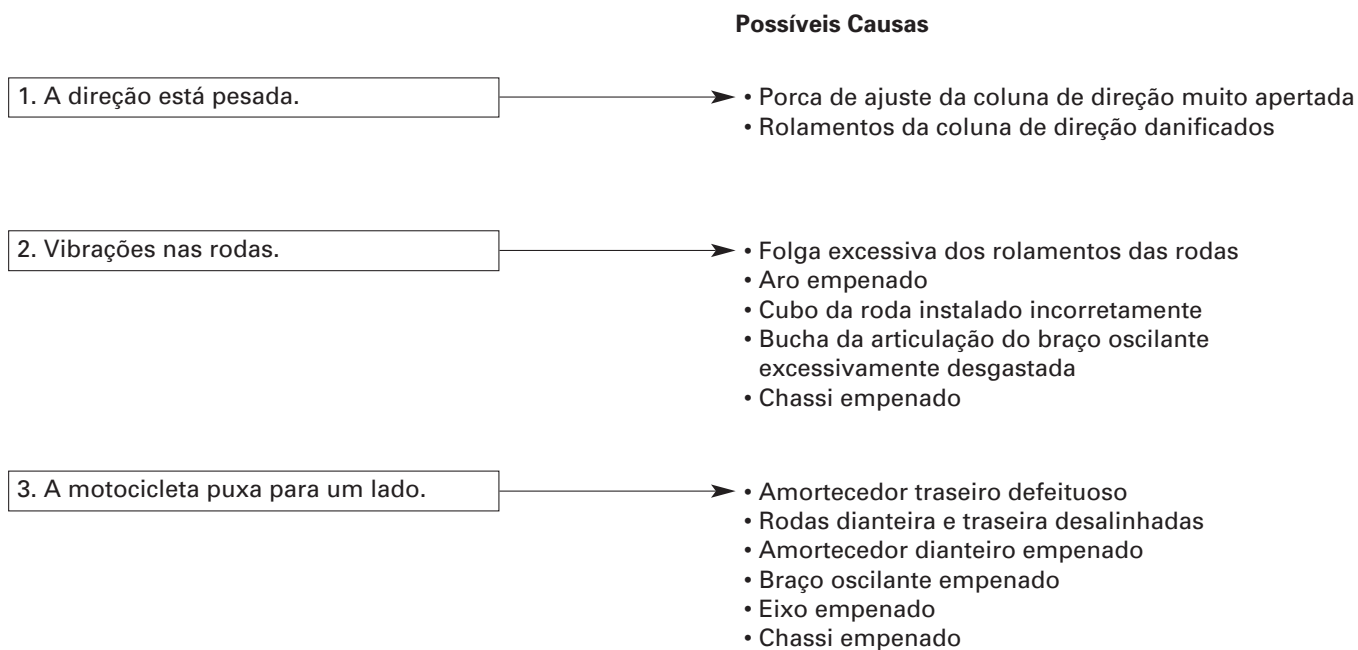 Possíveis Causas
1. A direção está pesada.
• Porca de ajuste da coluna de direção muito apertada
• Rolamentos da coluna de direção danificados
2. Vibrações nas rodas.
• Folga excessiva dos rolamentos das rodas
• Aro empenado
• Cubo da roda instalado incorretamente
• Bucha da articulação do braço oscilante
excessivamente desgastada
• Chassi empenado
3. A motocicleta puxa para um lado.
• Amortecedor traseiro defeituoso
• Rodas dianteira e traseira desalinhadas
• Amortecedor dianteiro empenado
• Braço oscilante empenado
• Eixo empenado
• Chassi empenado